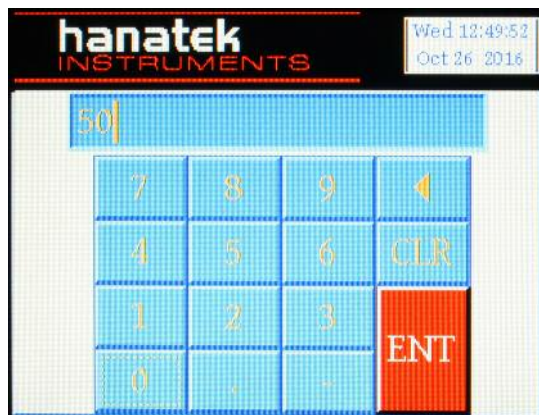 hanatek
INSTRUMENTS
Wed 12:49:52
Oct 26 2016
50
7 8 9
4 5 6 CLR
1 2 3
ENT
0 . -